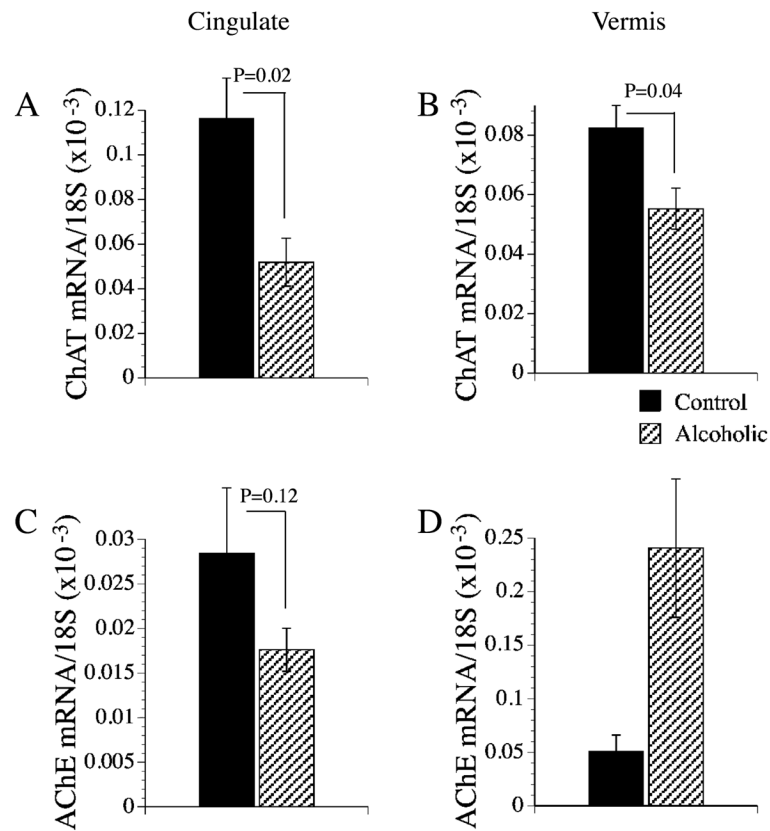 Cingulate
Vermis
A
ChAT mRNA/18S (x10-3)
0.12
0.1
0.08
0.06
0.04
0.02
0
P=0.02
B
ChAT mRNA/18S (x10-3)
0.08
0.06
0.04
0.02
0
P=0.04
Control
Alcoholic
C
AChE mRNA/18S (x10-3)
0.03
0.025
0.02
0.015
0.01
0.005
0
P=0.12
D
AChE mRNA/18S (x10-3)
0.25
0.2
0.15
0.1
0.05
0